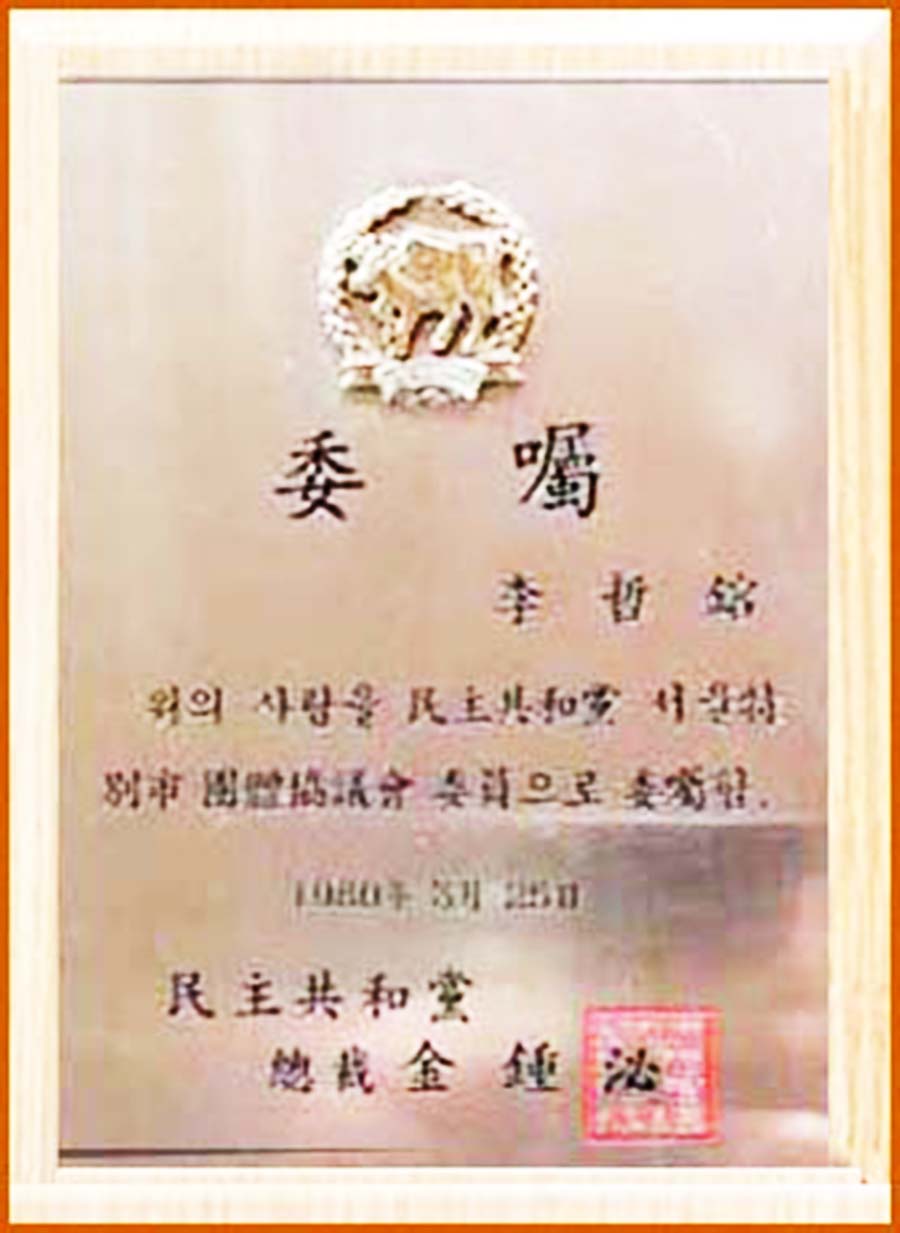 委 囑
李 哲
위의 사람을 民主共和黨 서울特
別市 團體協議會 委員으로 委囑함.
1980年 3月 25日
民主共和黨
總裁 金 鍾 泌